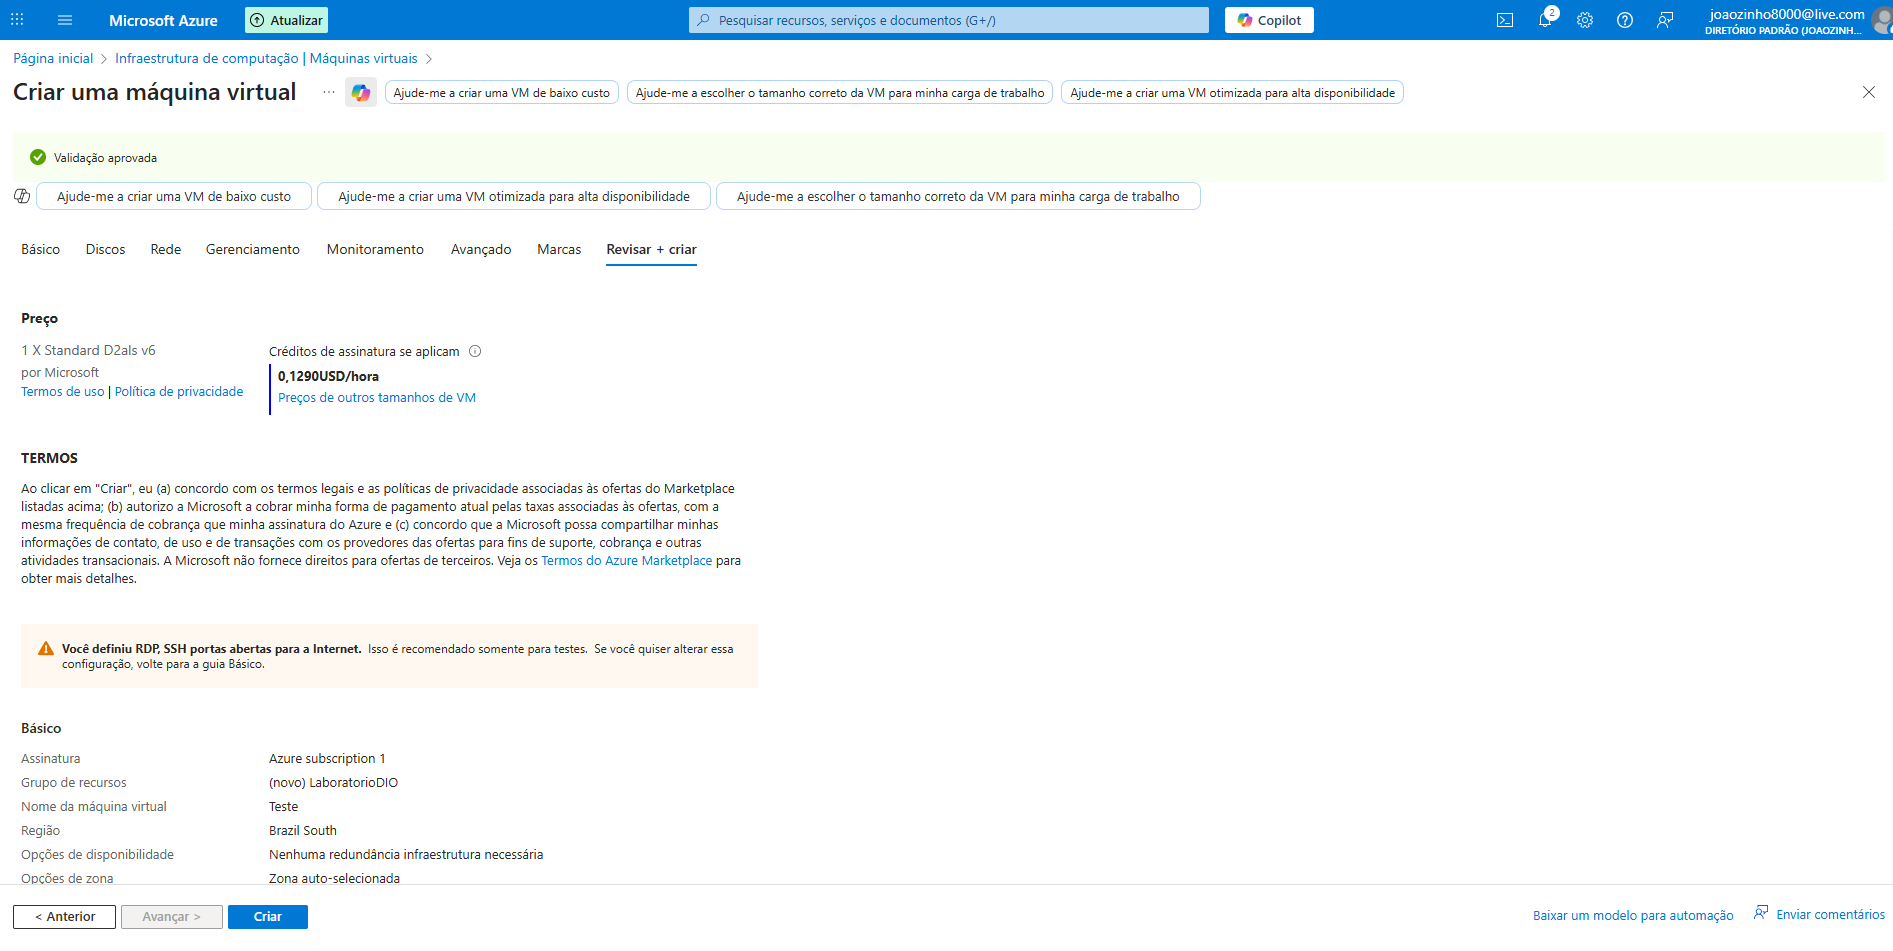 Microsoft Azure
Atualizar
Pesquisar recursos, serviços e documentos (G+/)
Copilot
2
joaozinho8000@live.com
DIRETÓRIO PADRÃO (JOAOZINH...
Página inicial > Infraestrutura de computação | Máquinas virtuais >
Criar uma máquina virtual
...
Ajude-me a criar uma VM de baixo custo
Ajude-me a escolher o tamanho correto da VM para minha carga de trabalho
Ajude-me a criar uma VM otimizada para alta disponibilidade
Validação aprovada
Ajude-me a criar uma VM de baixo custo
Ajude-me a criar uma VM otimizada para alta disponibilidade
Ajude-me a escolher o tamanho correto da VM para minha carga de trabalho
Básico Discos Rede Gerenciamento Monitoramento Avançado Marcas Revisar + criar
Preço
1 X Standard D2als v6
por Microsoft
Termos de uso | Política de privacidade
Créditos de assinatura se aplicam
0,1290USD/hora
Preços de outros tamanhos de VM
TERMOS
Ao clicar em "Criar", eu (a) concordo com os termos legais e as políticas de privacidade associadas às ofertas do Marketplace
listadas acima; (b) autorizo a Microsoft a cobrar minha forma de pagamento atual pelas taxas associadas às ofertas, com a
mesma frequência de cobrança que minha assinatura do Azure e (c) concordo que a Microsoft possa compartilhar minhas
informações de contato, de uso e de transações com os provedores das ofertas para fins de suporte, cobrança e outras
atividades transacionais. A Microsoft não fornece direitos para ofertas de terceiros. Veja os Termos do Azure Marketplace para
obter mais detalhes.
Você definiu RDP, SSH portas abertas para a Internet. Isso é recomendado somente para testes. Se você quiser alterar essa
configuração, volte para a guia Básico.
Básico
Assinatura Azure subscription 1
Grupo de recursos (novo) LaboratorioDIO
Nome da máquina virtual Teste
Região Brazil South
Opções de disponibilidade Nenhuma redundância infraestrutura necessária
Opções de zona Zona auto-selecionada
< Anterior
Avançar >
Criar
Baixar um modelo para automação
Enviar comentários